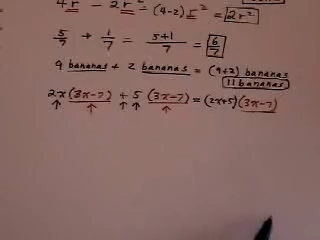 4r² - 2r² = (4-2)r² = 2r²
5/7 + 1/7 = 5+1/7 = 6/7
9 bananas + 2 bananas = (9+2) bananas
11 bananas
2x(3x-7) + 5(3x-7) = (2x+5)(3x-7)